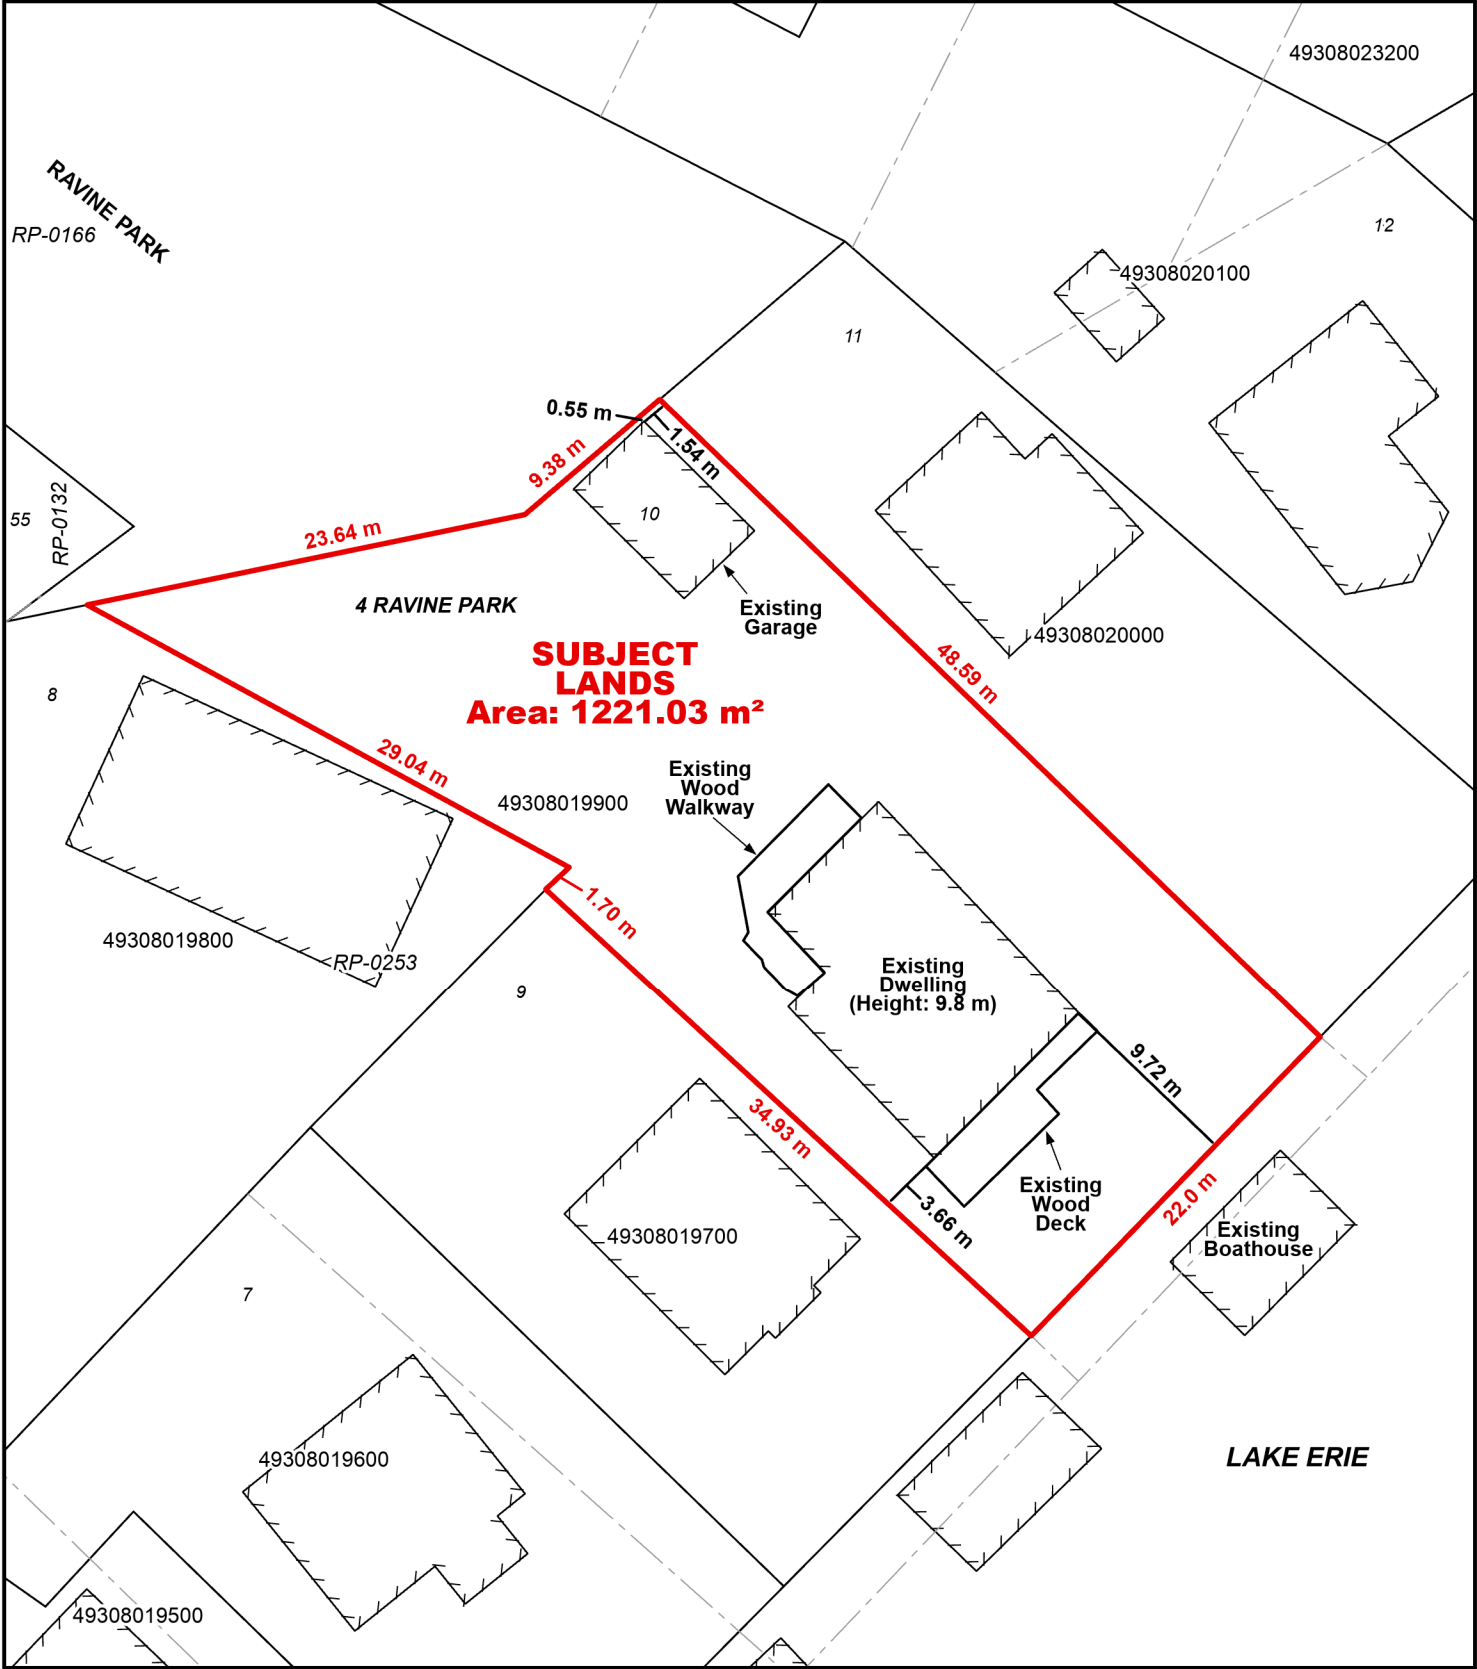 49308023200
RAVINE PARK
RP-0166
12
49308020100
11
0.55 m
1.54 m
9.38 m
55
RP-0132
10
23.64 m
4 RAVINE PARK
Existing
Garage
49308020000
SUBJECT
LANDS
Area: 1221.03 m²
48.59 m
8
29.04 m
Existing
Wood
Walkway
49308019900
1.70 m
49308019800
RP-0253
9
Existing
Dwelling
(Height: 9.8 m)
9.72 m
34.93 m
Existing
Wood
Deck
3.66 m
22.0 m
Existing
Boathouse
49308019700
7
49308019600
LAKE ERIE
49308019500